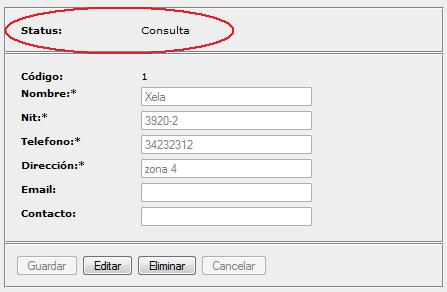 Status: Consulta
Código: 1
Nombre:* Xela
Nit:* 3920-2
Telefono:* 34232312
Dirección:* zona 4
Email:
Contacto:
Guardar Editar Eliminar Cancelar